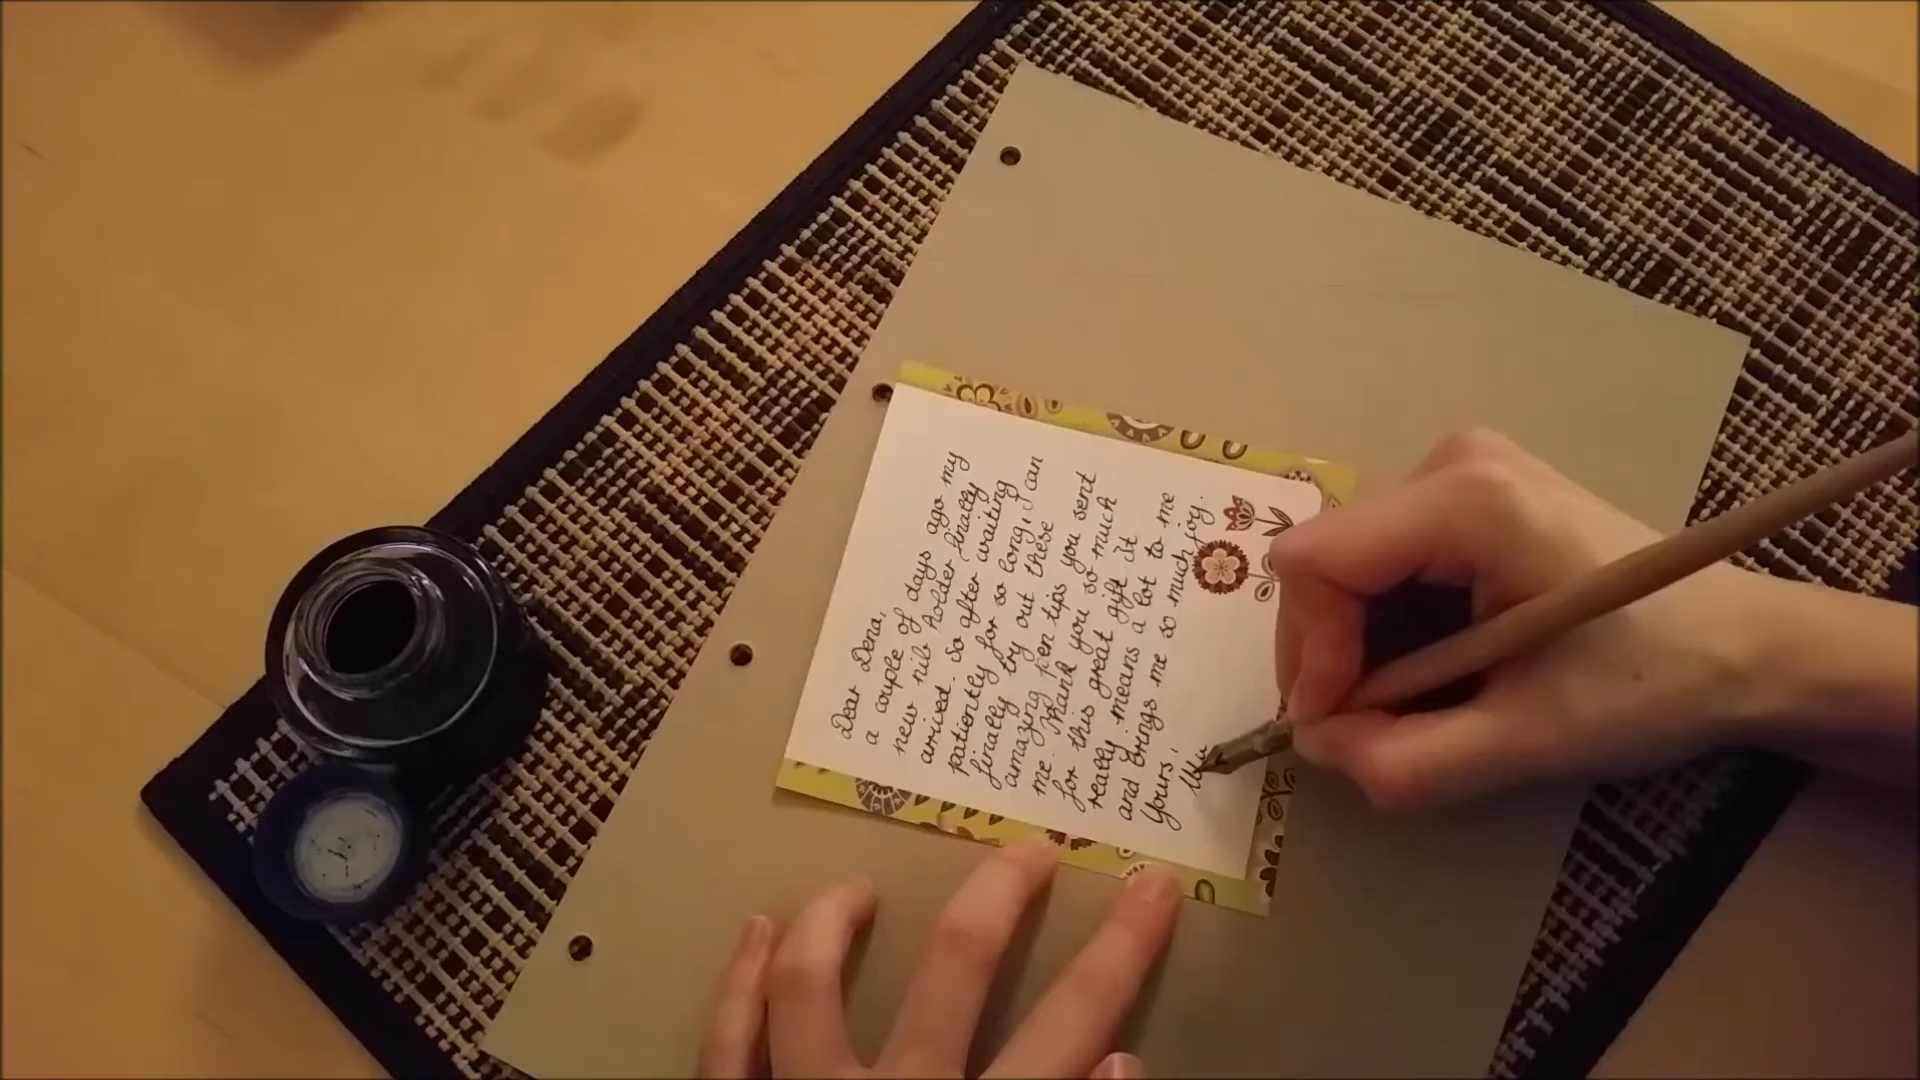 Dear Dena,
a couple of days ago my
new nib holder finally
arrived. So after waiting
patiently for so long, I can
finally try out these
amazing pen tips you sent
me. Thank you so much
for this great gift it
really means a lot to me
and brings me so much joy.
Yours,